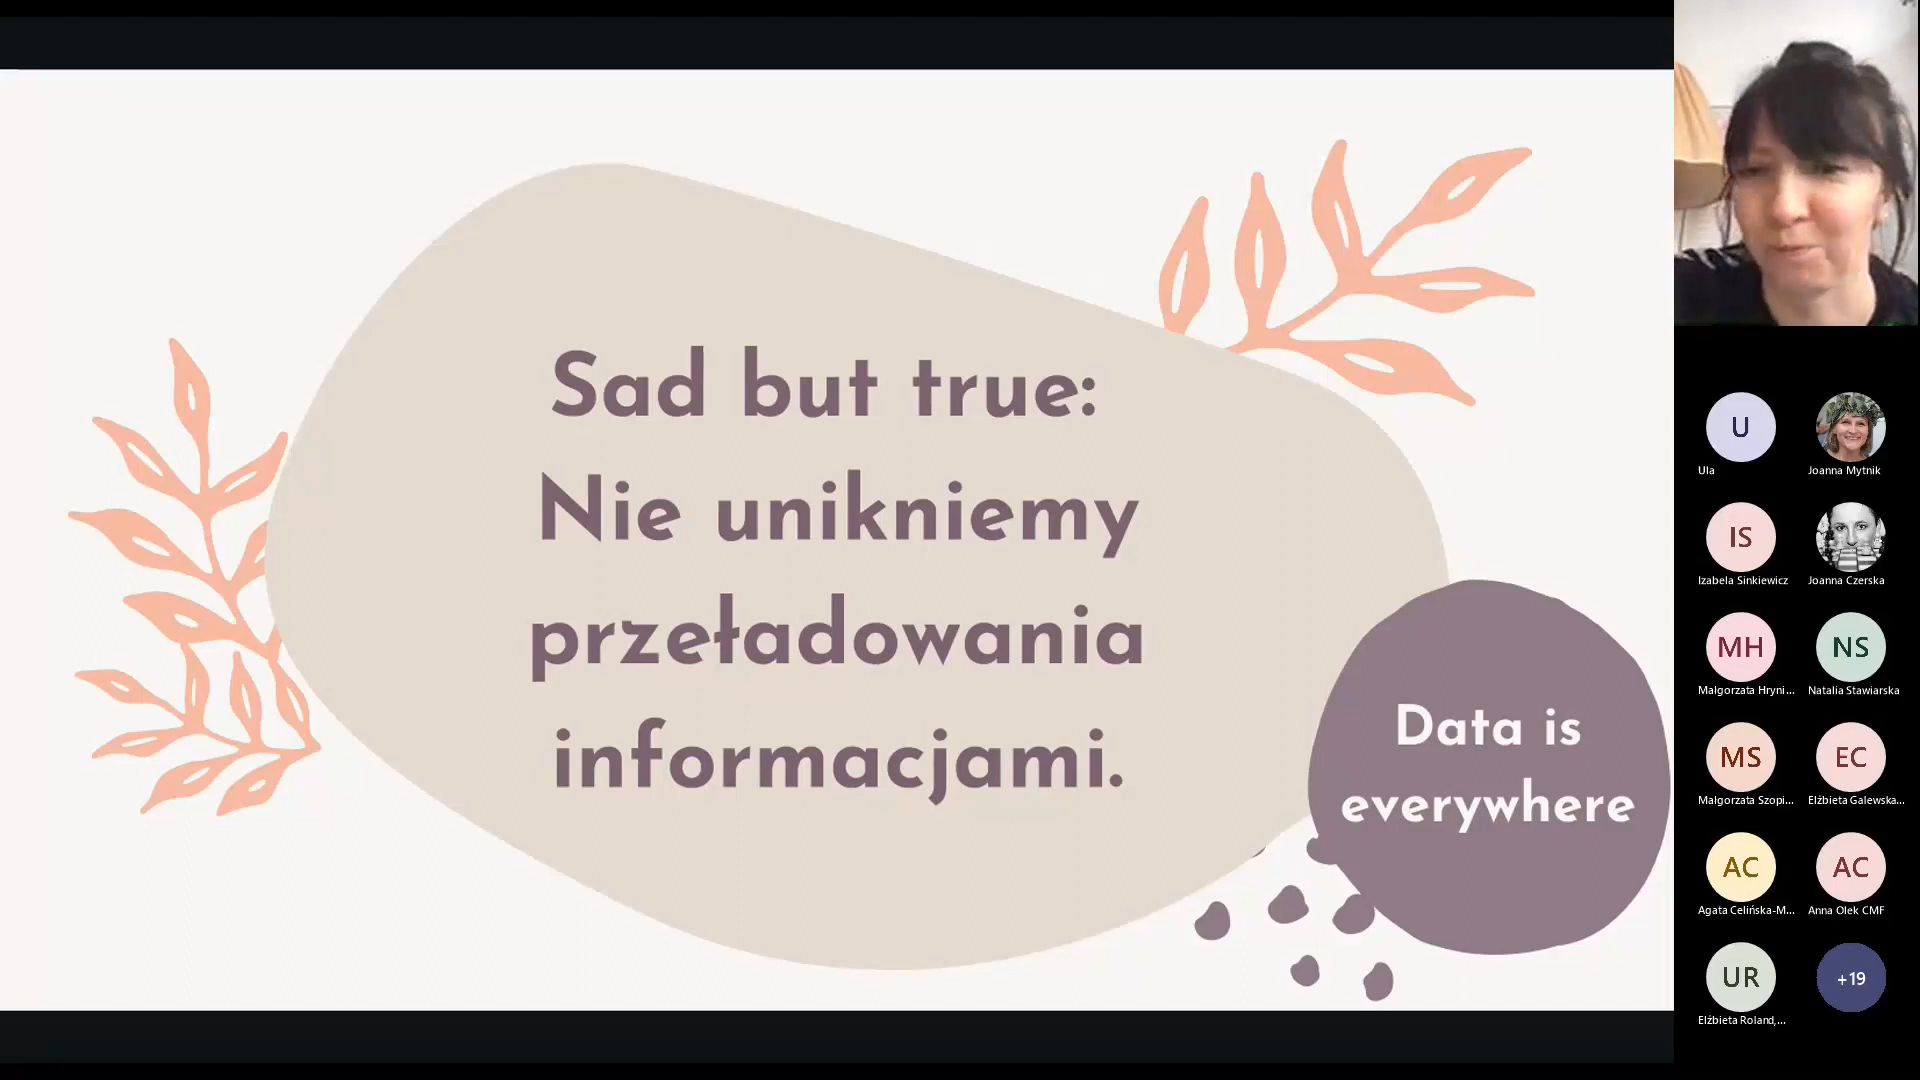 Sad but true:
Nie unikniemy
przeładowania
informacjami.
Data is
everywhere
U
Ula
Joanna Mytnik
IS
Izabela Sinkiewicz
Joanna Czerska
MH
Małgorzata Hryni...
NS
Natalia Stawiarska
MS
Małgorzata Szopi...
EC
Elżbieta Galewska...
AC
Agata Celińska-M...
AC
Anna Olek CMF
UR
Elżbieta Roland,...
+19